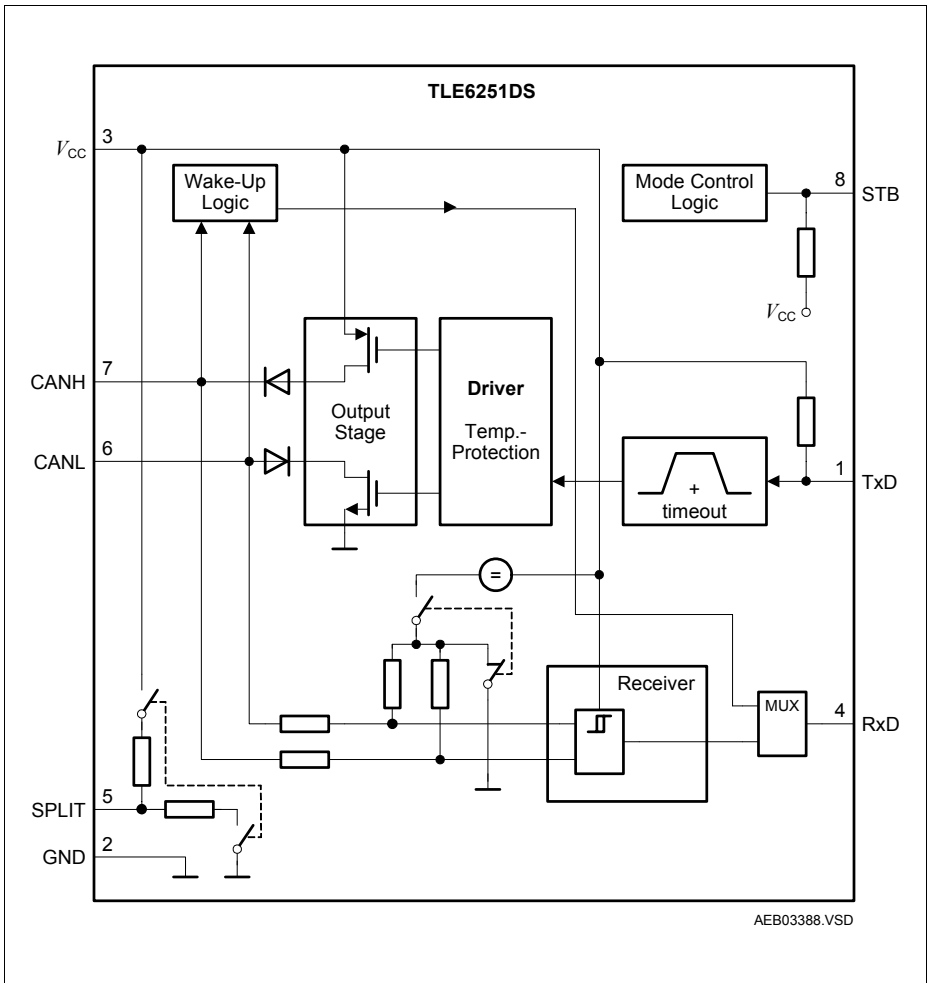 TLE6251DS
3
VCC
Wake-Up
Logic
Mode Control
Logic
8
STB
VCC
7
CANH
Output
Stage
Driver
Temp.-
Protection
6
CANL
+
timeout
1
TxD
=
Receiver
MUX
4
RxD
5
SPLIT
2
GND
AEB03388.VSD